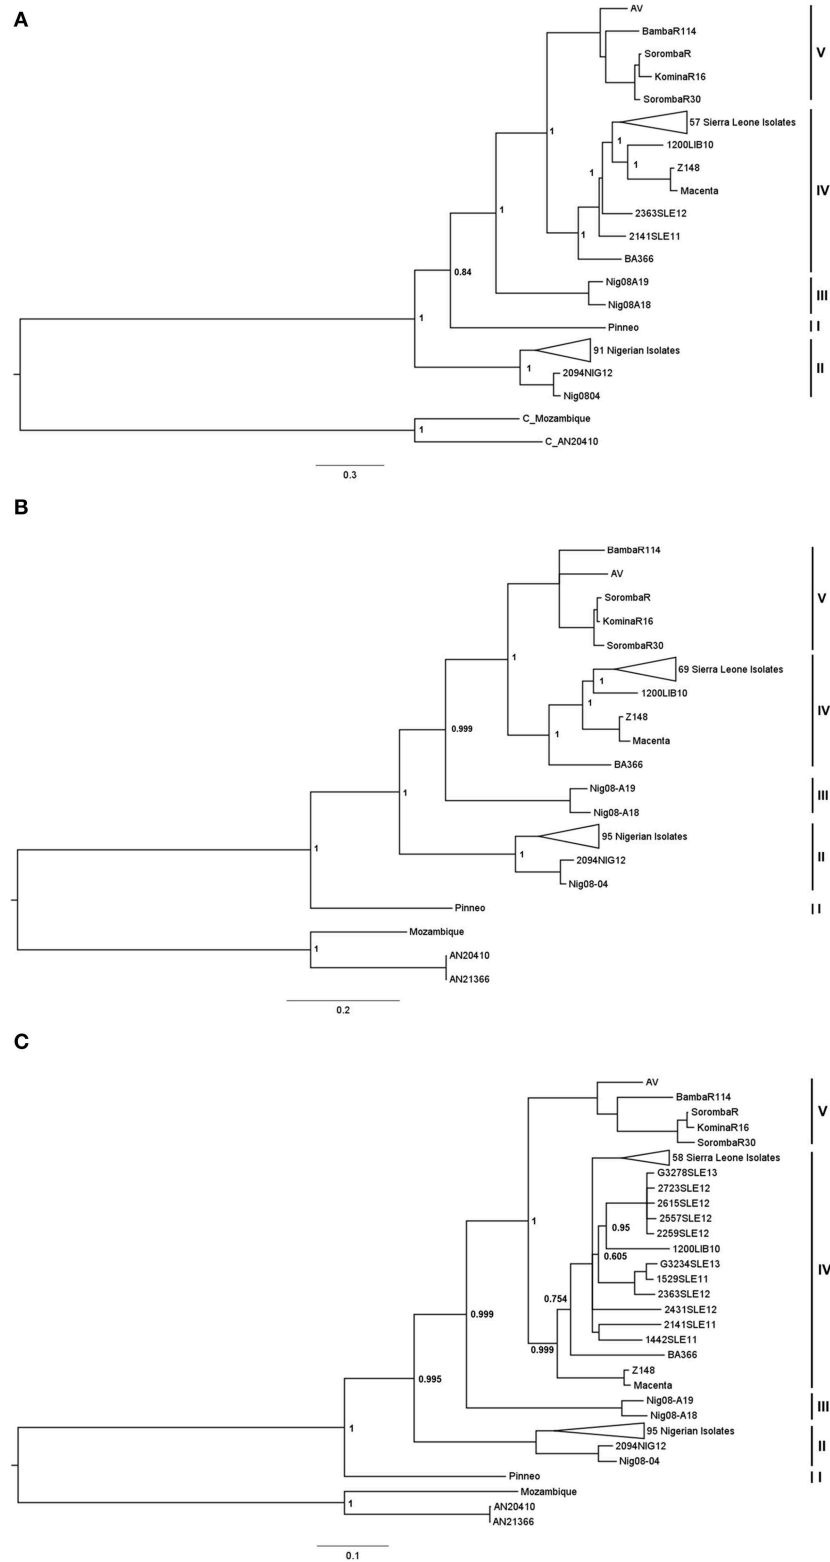 A
AV
BambaR114
SorombaR
KominaR16
SorombaR30
V
57 Sierra Leone Isolates
1
1200LIB10
1
1
Z148
Macenta
IV
2363SLE12
1
2141SLE11
BA366
1
1
0.84
Nig08A19
Nig08A18
III
1
Pinneo
I
91 Nigerian Isolates
1
2094NIG12
Nig0804
II
C_Mozambique
1
C_AN20410
0.3
B
BambaR114
AV
SorombaR
KominaR16
SorombaR30
V
1
69 Sierra Leone Isolates
1
1200LIB10
1
Z148
1
Macenta
IV
BA366
0.999
1
Nig08-A19
Nig08-A18
III
95 Nigerian Isolates
1
2094NIG12
Nig08-04
II
1
Pinneo
I
Mozambique
1
AN20410
AN21366
0.2
C
AV
BambaR114
SorombaR
KominaR16
SorombaR30
V
58 Sierra Leone Isolates
G3278SLE13
2723SLE12
2615SLE12
2557SLE12
2259SLE12
0.95
1
1200LIB10
0.605
G3234SLE13
1529SLE11
2363SLE12
0.754
2431SLE12
2141SLE11
1442SLE11
0.999
BA366
Z148
Macenta
IV
0.999
0.995
Nig08-A19
Nig08-A18
III
95 Nigerian Isolates
2094NIG12
Nig08-04
II
1
Pinneo
I
Mozambique
1
AN20410
AN21366
0.1